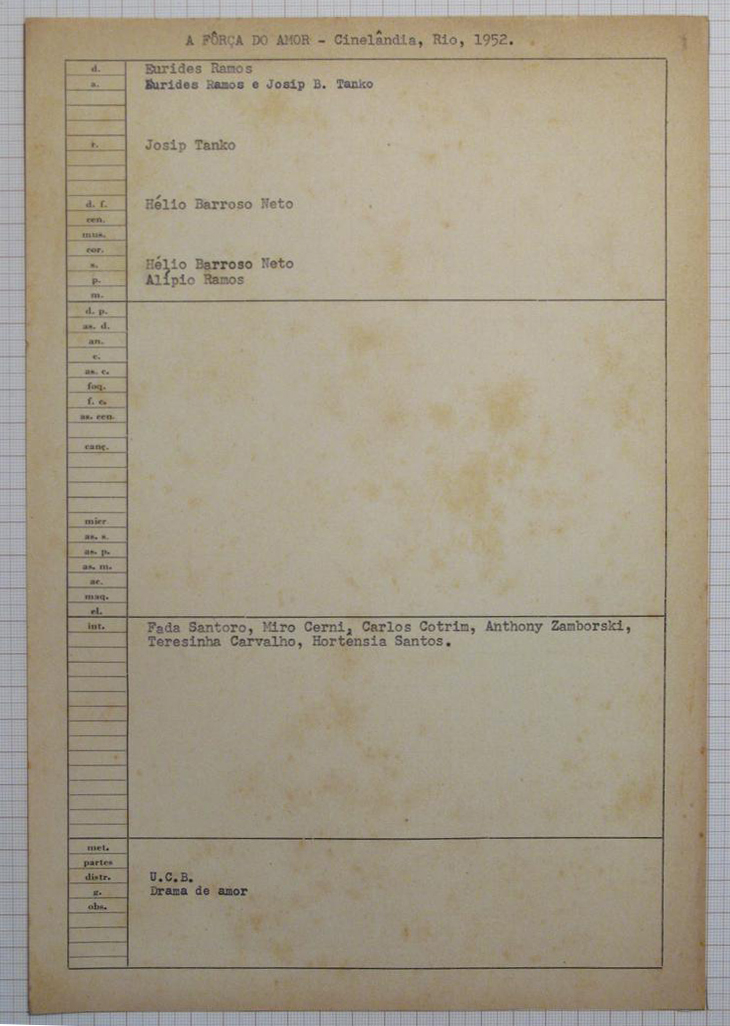 A FÔRÇA DO AMOR - Cinelândia, Rio, 1952.
d. Eurides Ramos
a. Eurides Ramos e Josip B. Tanko
r. Josip Tanko
d. f. Hélio Barroso Neto
cen.
mus.
cor.
s. Hélio Barroso Neto
p. Alípio Ramos
m.
d. p.
as. d.
an.
c.
as. c.
foq.
f. c.
as. cen.
canç.
micr.
as. s.
as. p.
as. m.
ac.
maq.
el.
int. Fada Santoro, Miro Cerni, Carlos Cotrim, Anthony Zamborski,
Teresinha Carvalho, Hortensia Santos.
met.
partes
distr. U.C.B.
g. Drama de amor
obs.